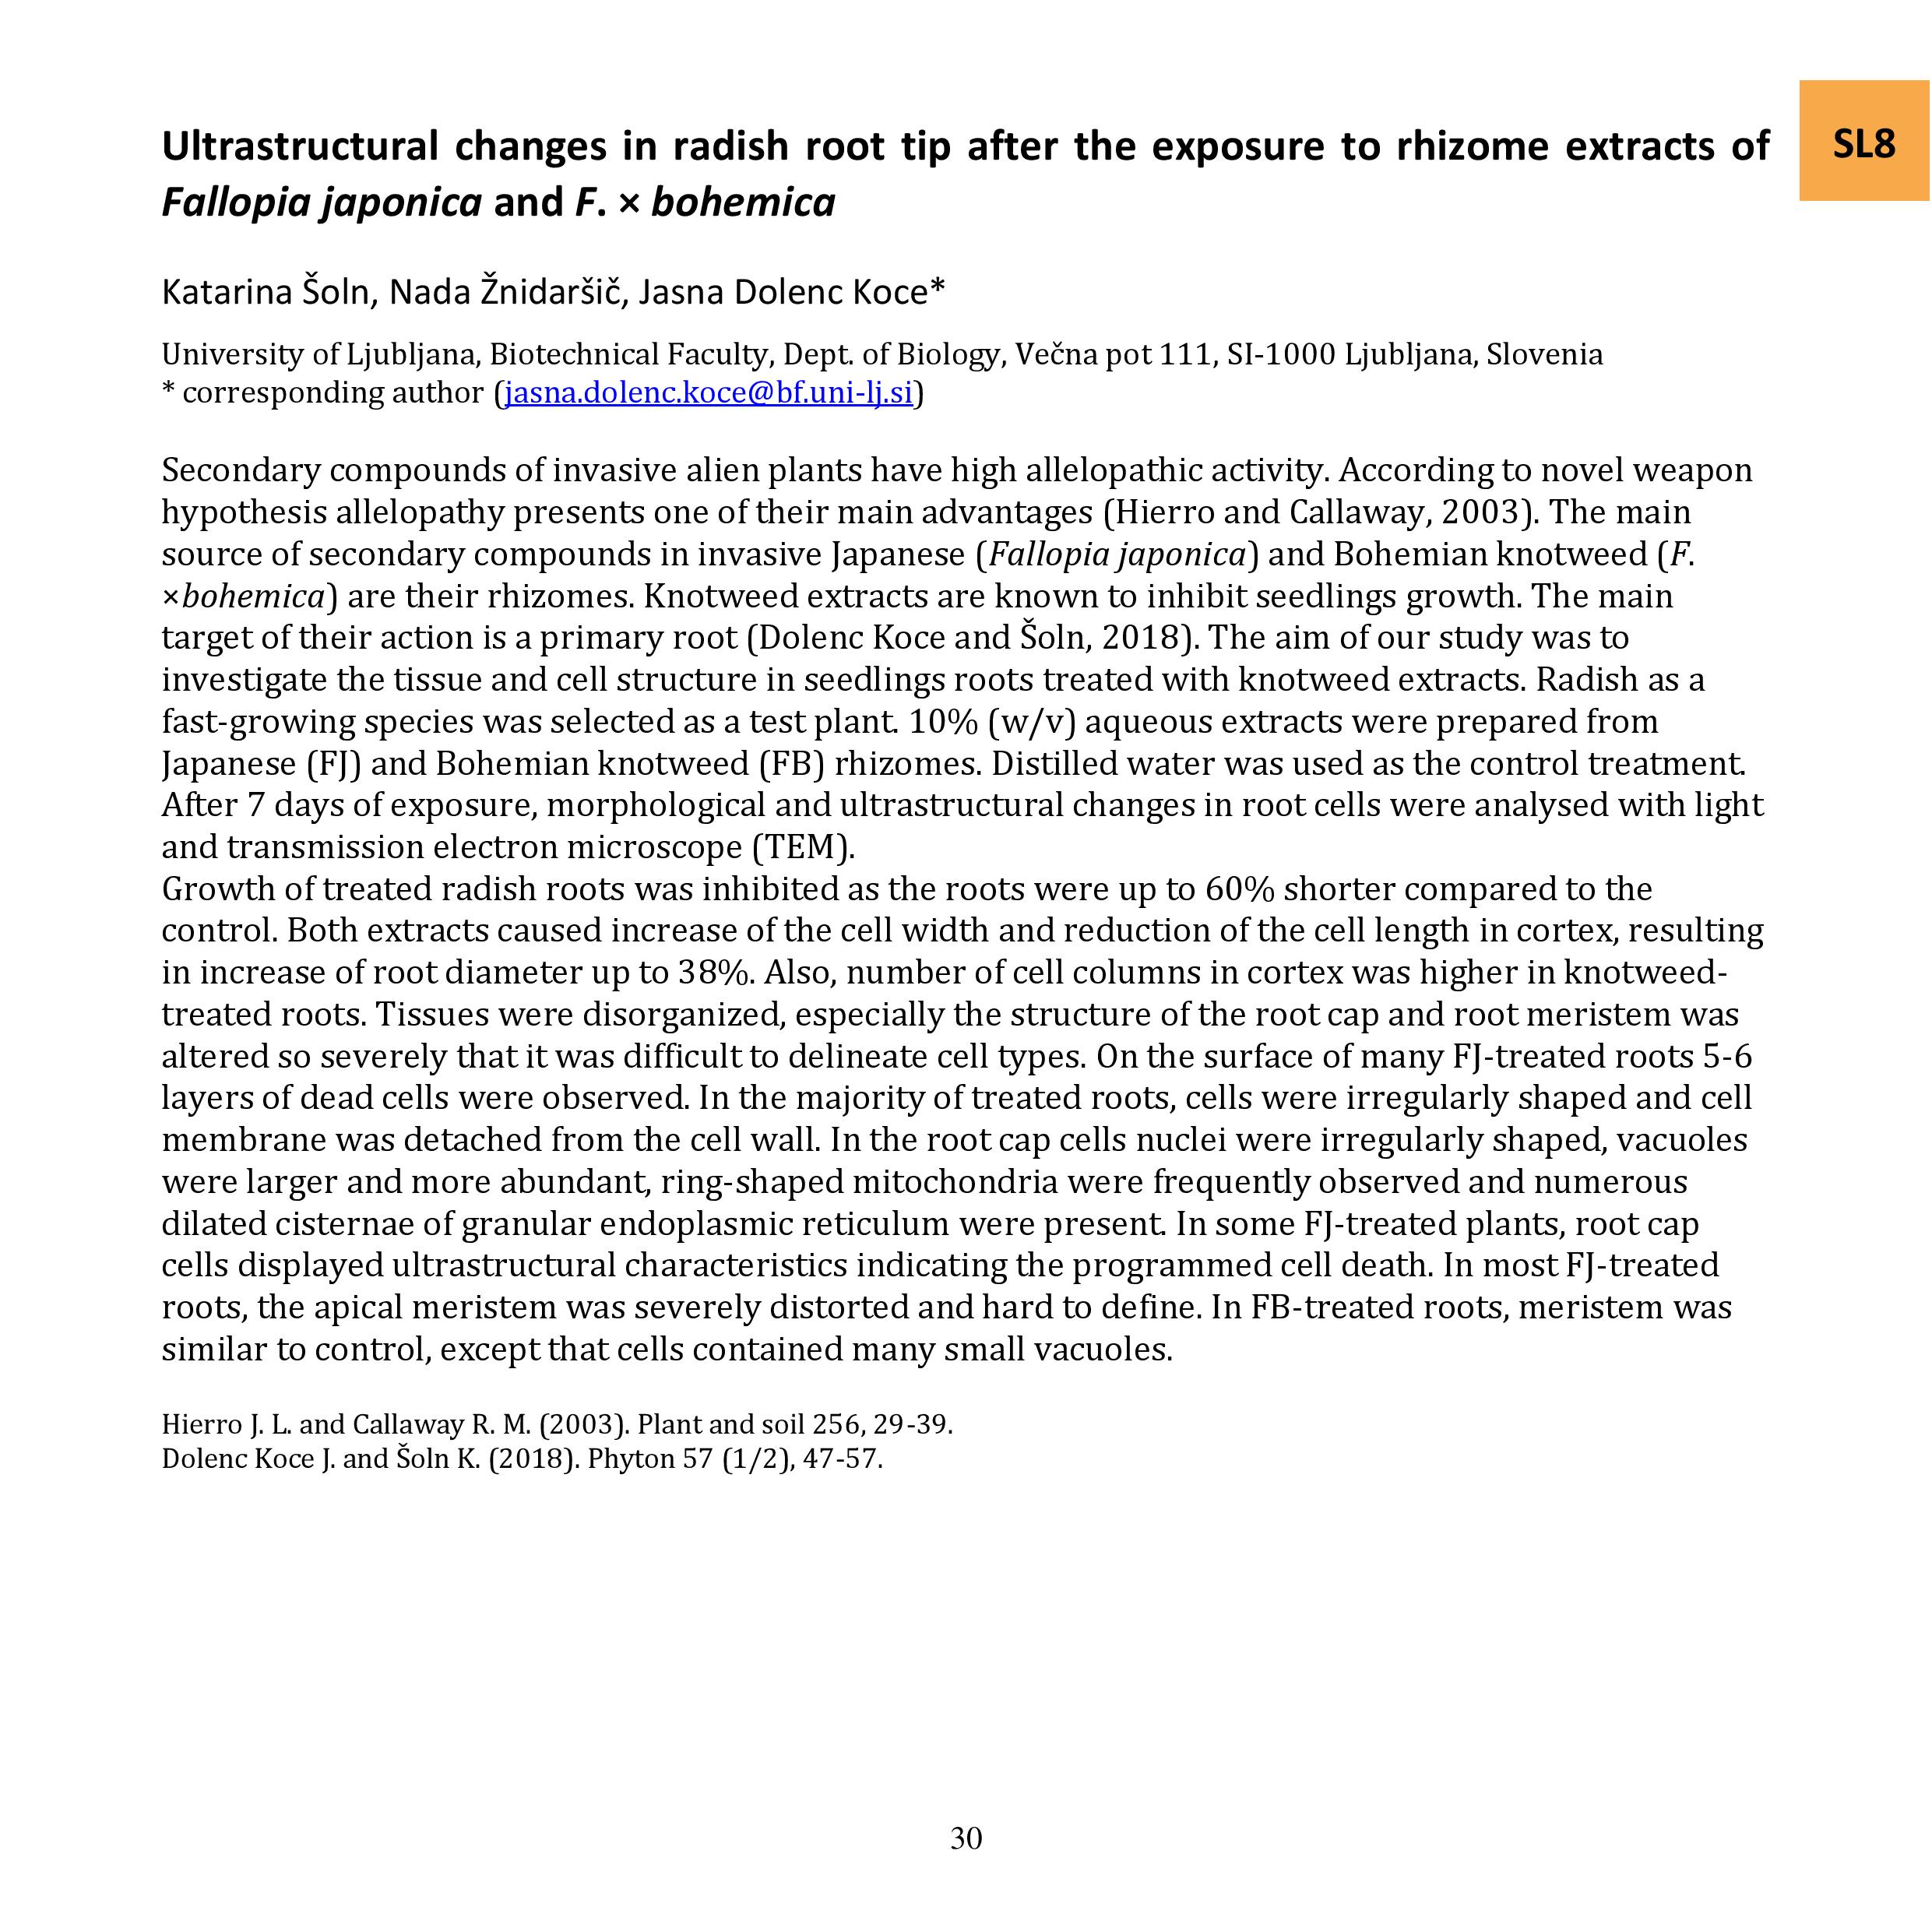 Ultrastructural changes in radish root tip after the exposure to rhizome extracts of
SL8
Fallopia japonica and F. × bohemica
Katarina Šoln, Nada Žnidaršič, Jasna Dolenc Koce*
University of Ljubljana, Biotechnical Faculty, Dept. of Biology, Večna pot 111, SI-1000 Ljubljana, Slovenia
* corresponding author (jasna.dolenc.koce@bf.uni-lj.si)
Secondary compounds of invasive alien plants have high allelopathic activity. According to novel weapon
hypothesis allelopathy presents one of their main advantages (Hierro and Callaway, 2003). The main
source of secondary compounds in invasive Japanese (Fallopia japonica) and Bohemian knotweed (F.
×bohemica) are their rhizomes. Knotweed extracts are known to inhibit seedlings growth. The main
target of their action is a primary root (Dolenc Koce and Šoln, 2018). The aim of our study was to
investigate the tissue and cell structure in seedlings roots treated with knotweed extracts. Radish as a
fast-growing species was selected as a test plant. 10% (w/v) aqueous extracts were prepared from
Japanese (FJ) and Bohemian knotweed (FB) rhizomes. Distilled water was used as the control treatment.
After 7 days of exposure, morphological and ultrastructural changes in root cells were analysed with light
and transmission electron microscope (TEM).
Growth of treated radish roots was inhibited as the roots were up to 60% shorter compared to the
control. Both extracts caused increase of the cell width and reduction of the cell length in cortex, resulting
in increase of root diameter up to 38%. Also, number of cell columns in cortex was higher in knotweed-
treated roots. Tissues were disorganized, especially the structure of the root cap and root meristem was
altered so severely that it was difficult to delineate cell types. On the surface of many FJ-treated roots 5-6
layers of dead cells were observed. In the majority of treated roots, cells were irregularly shaped and cell
membrane was detached from the cell wall. In the root cap cells nuclei were irregularly shaped, vacuoles
were larger and more abundant, ring-shaped mitochondria were frequently observed and numerous
dilated cisternae of granular endoplasmic reticulum were present. In some FJ-treated plants, root cap
cells displayed ultrastructural characteristics indicating the programmed cell death. In most FJ-treated
roots, the apical meristem was severely distorted and hard to define. In FB-treated roots, meristem was
similar to control, except that cells contained many small vacuoles.
Hierro J. L. and Callaway R. M. (2003). Plant and soil 256, 29-39.
Dolenc Koce J. and Šoln K. (2018). Phyton 57 (1/2), 47-57.
30